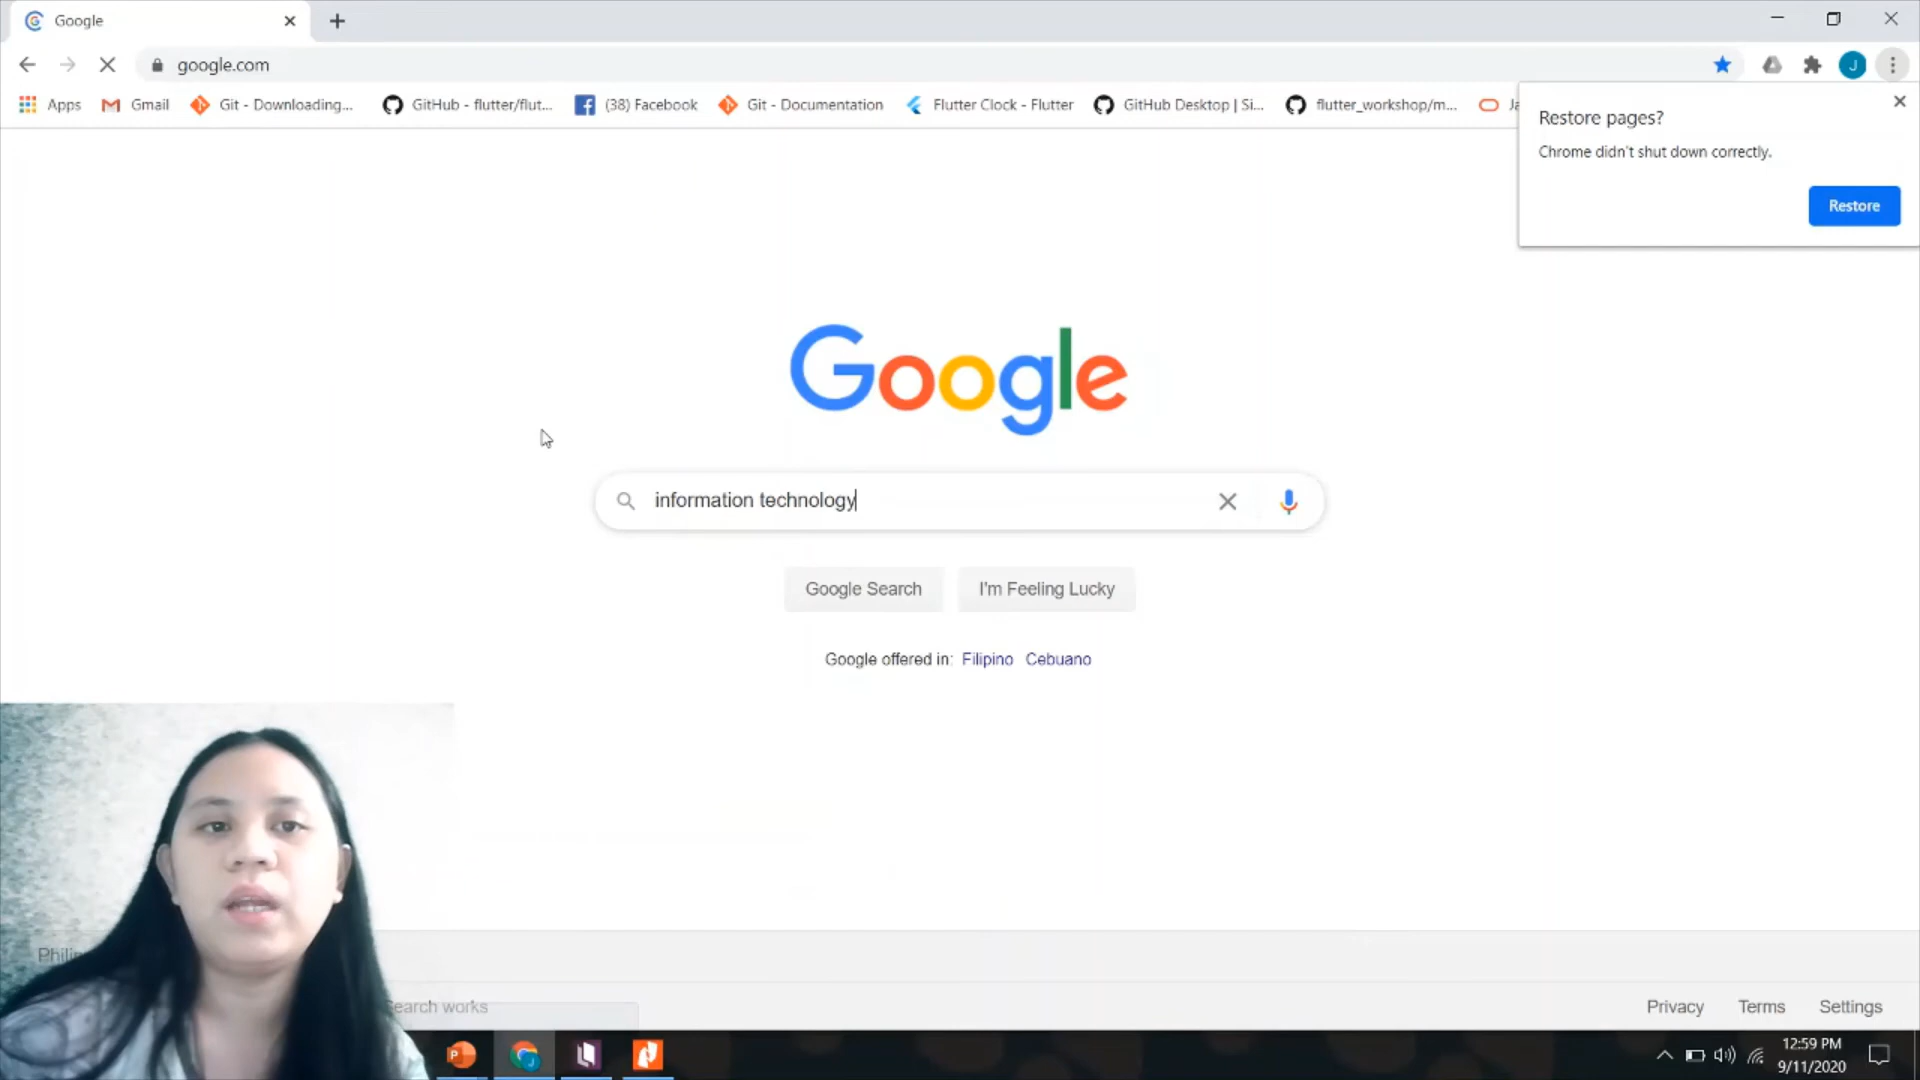 Google
google.com
Apps
Gmail
Git - Downloading...
GitHub - flutter/flut...
(38) Facebook
Git - Documentation
Flutter Clock - Flutter
GitHub Desktop | Si...
flutter_workshop/m...
J
Restore pages?
Chrome didn't shut down correctly.
Restore
Google
information technology
Google Search
I'm Feeling Lucky
Google offered in: Filipino Cebuano
Search works
Privacy
Terms
Settings
12:59 PM
9/11/2020